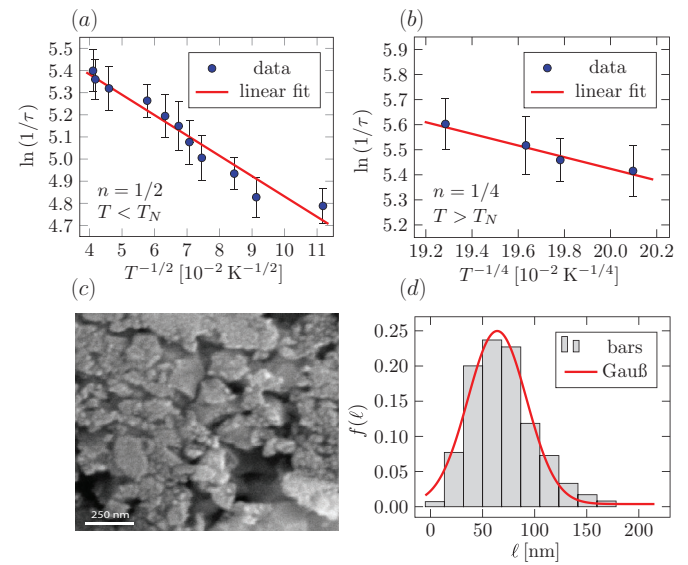 (a)
5.5
5.4
5.3
5.2
5.1
5.0
4.9
4.8
4.7
ln (1/τ)
data
linear fit
n = 1/2
T < T_N
4 5 6 7 8 9 10 11
T^{-1/2} [10^{-2} K^{-1/2}]
(b)
5.9
5.8
5.7
5.6
5.5
5.4
5.3
5.2
ln (1/τ)
data
linear fit
n = 1/4
T > T_N
19.2 19.4 19.6 19.8 20.0 20.2
T^{-1/4} [10^{-2} K^{-1/4}]
(c)
250 nm
(d)
0.25
0.20
0.15
0.10
0.05
0.00
f(ℓ)
bars
Gauß
0 50 100 150 200
ℓ [nm]